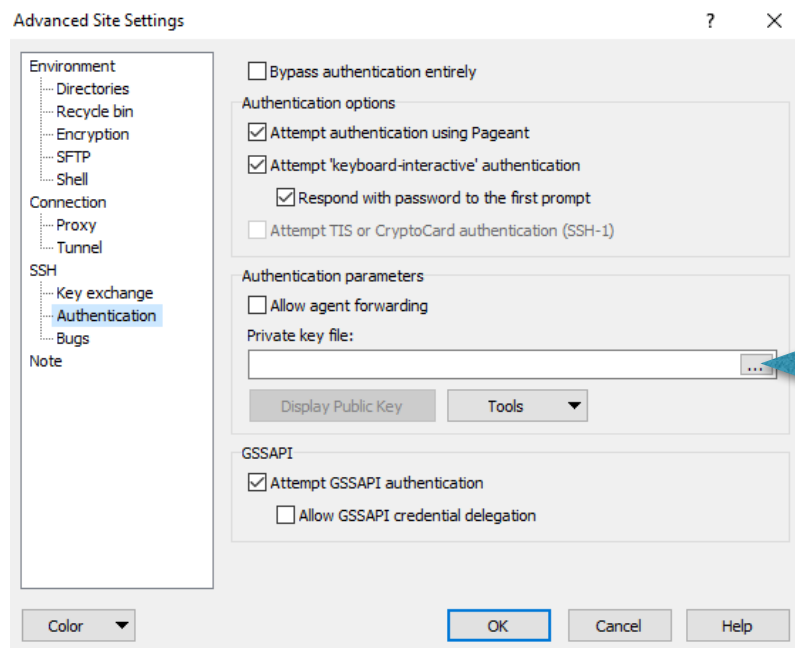 Advanced Site Settings
?
Environment
Directories
Recycle bin
Encryption
SFTP
Shell
Connection
Proxy
Tunnel
SSH
Key exchange
Authentication
Bugs
Note
Bypass authentication entirely
Authentication options
Attempt authentication using Pageant
Attempt 'keyboard-interactive' authentication
Respond with password to the first prompt
Attempt TIS or CryptoCard authentication (SSH-1)
Authentication parameters
Allow agent forwarding
Private key file:
...
Display Public Key
Tools
GSSAPI
Attempt GSSAPI authentication
Allow GSSAPI credential delegation
Color
OK
Cancel
Help